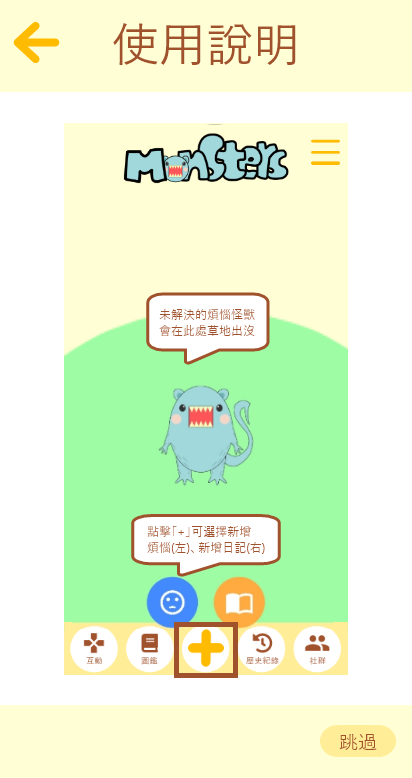 使用說明
Monsters
未解決的煩惱怪獸
會在此處草地出沒
點擊「+」可選擇新增
煩惱(左)、新增日記(右)
互動
圖鑑
歷史紀錄
社群
跳過